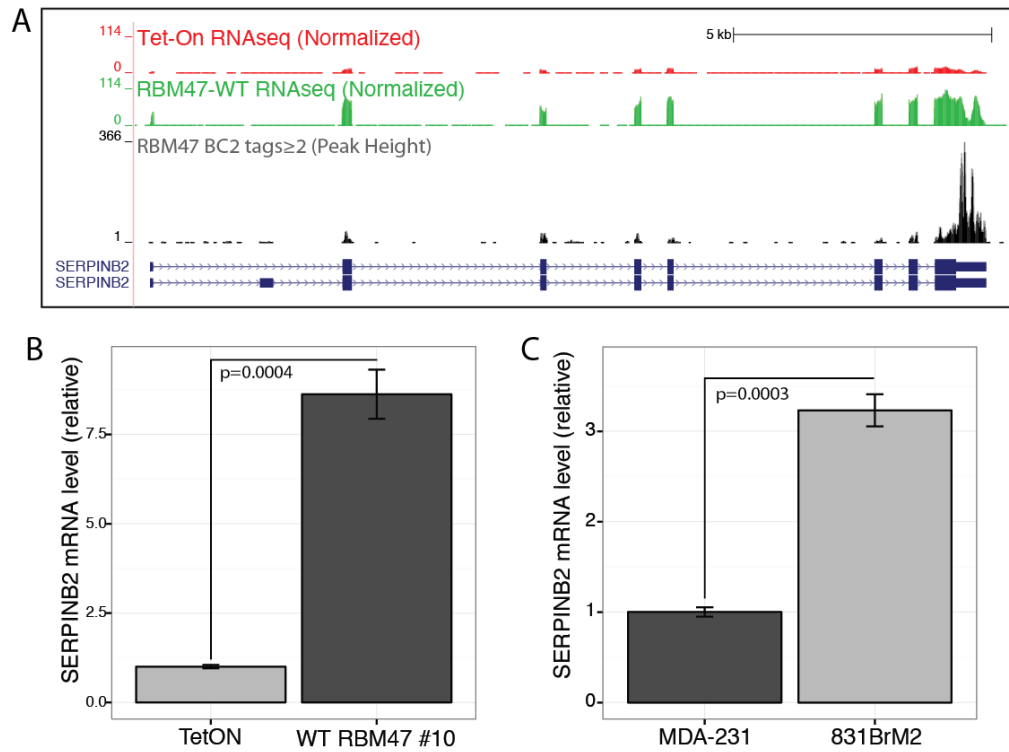 A
114
Tet-On RNAseq (Normalized)
5 kb
0
114
RBM47-WT RNAseq (Normalized)
0
366
RBM47 BC2 tags≥2 (Peak Height)
1
SERPINB2
SERPINB2
B
SERPINB2 mRNA level (relative)
p=0.0004
7.5
5.0
2.5
0.0
TetON
WT RBM47 #10
C
SERPINB2 mRNA level (relative)
p=0.0003
3
2
1
0
MDA-231
831BrM2